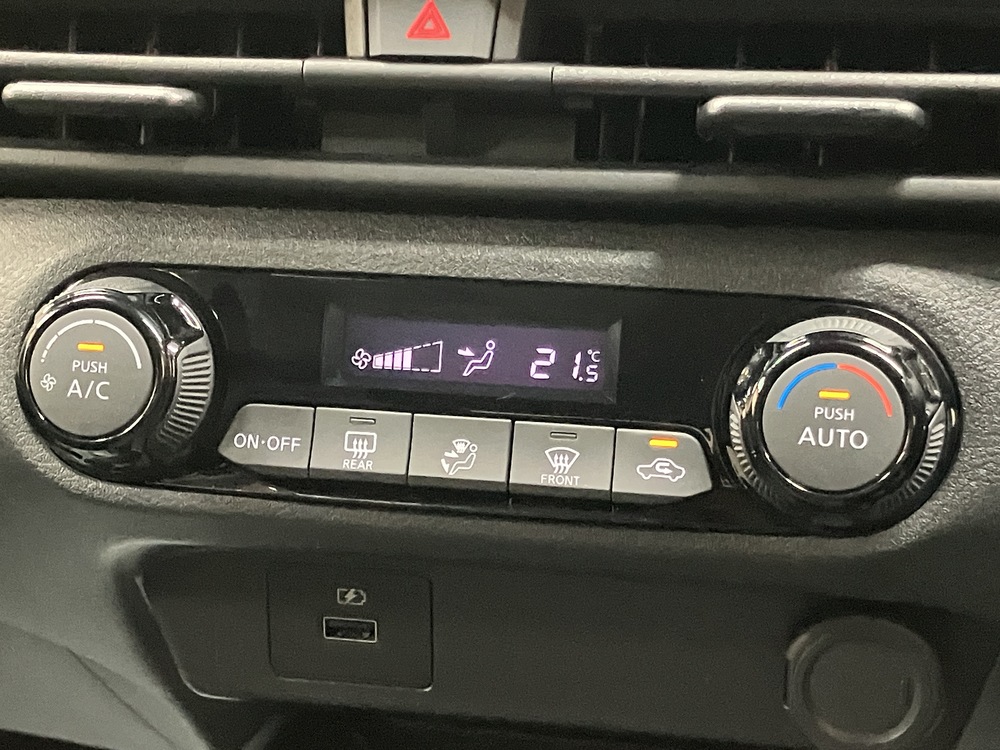 PUSH
A/C
21.5 °C
ON·OFF
REAR
FRONT
PUSH
AUTO